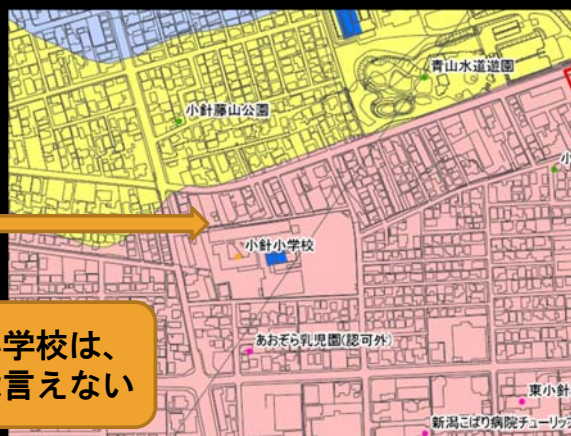 青山水道遊園
小針藤山公園
小
小針小学校
学校は、
言えない
あおぞら乳児園(認可外)
東小針
新潟こばり病院チューリップ